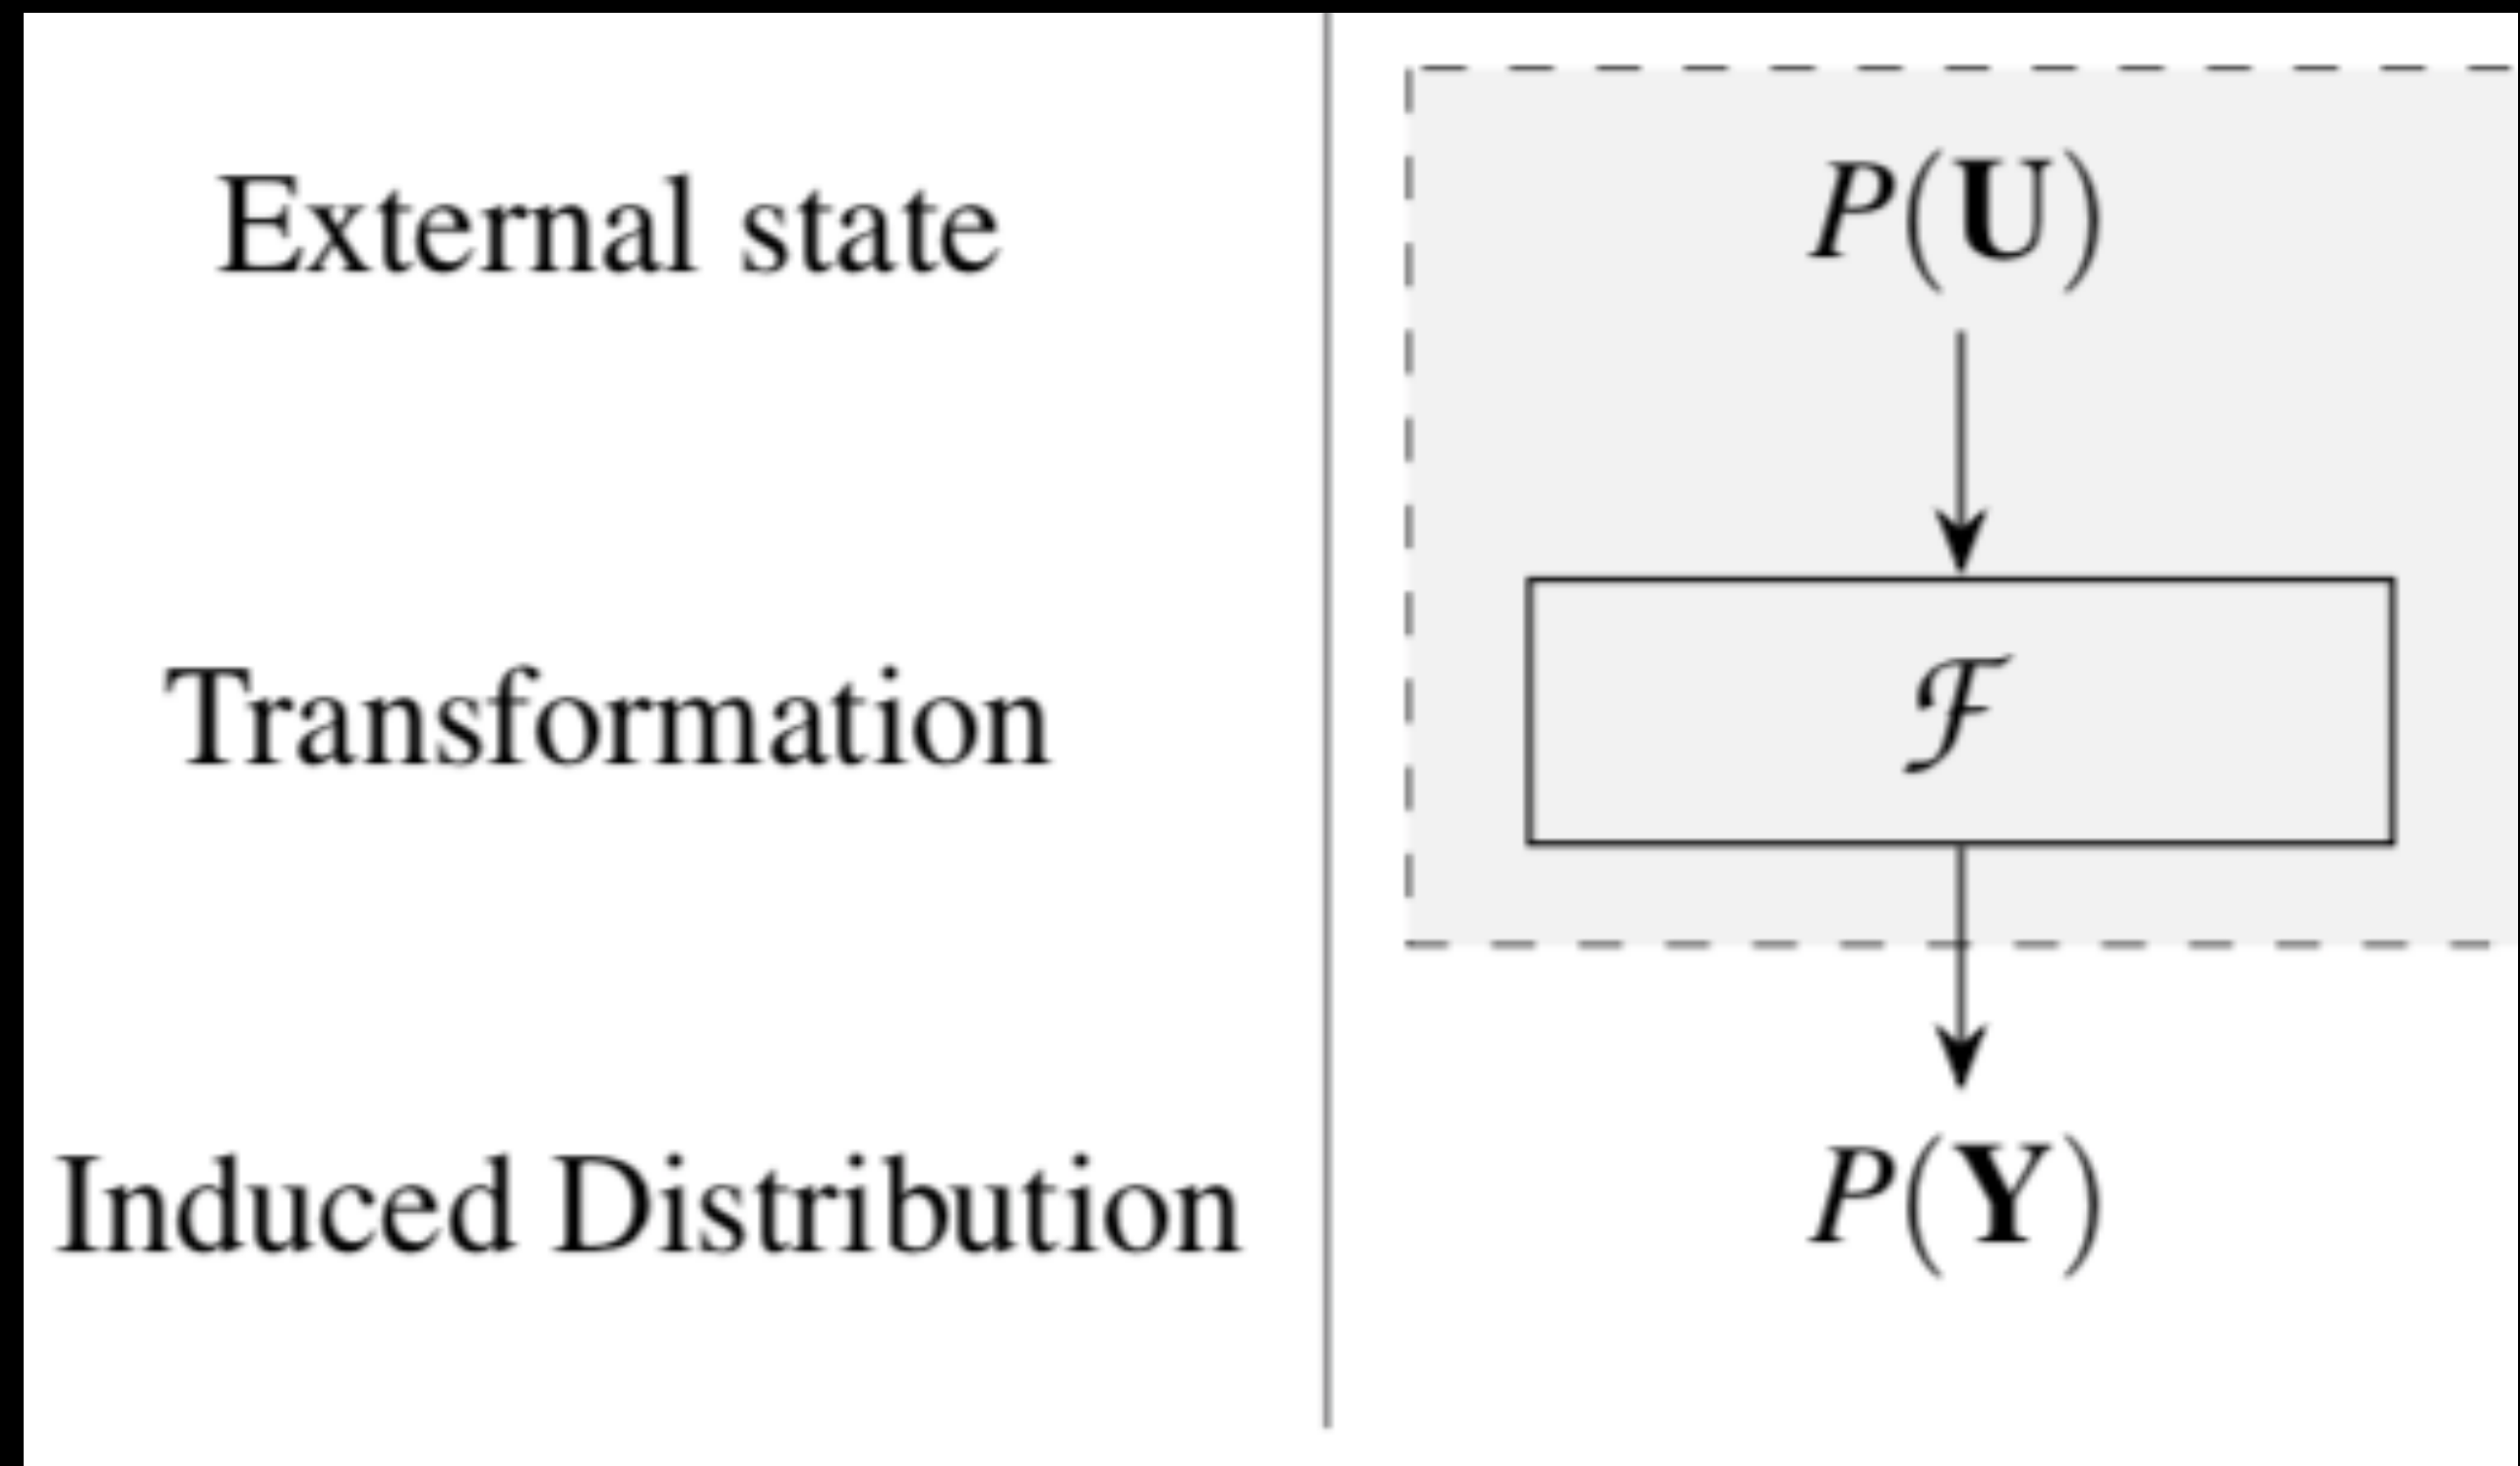 External state
P(U)
Transformation
ℱ
Induced Distribution
P(Y)